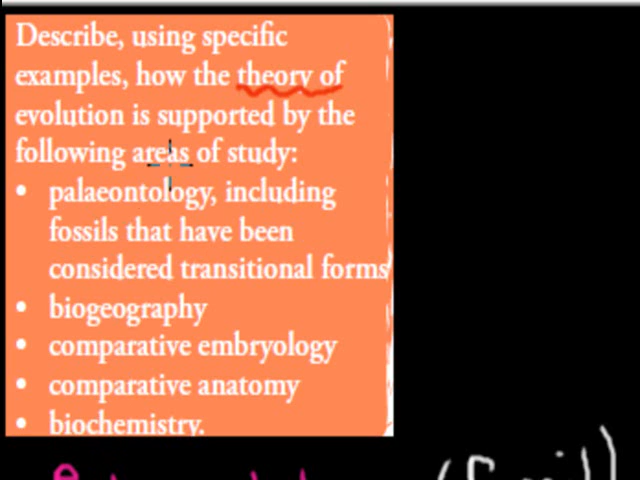 Describe, using specific
examples, how the theory of
evolution is supported by the
following areas of study:
• palaeontology, including
fossils that have been
considered transitional forms
• biogeography
• comparative embryology
• comparative anatomy
• biochemistry.